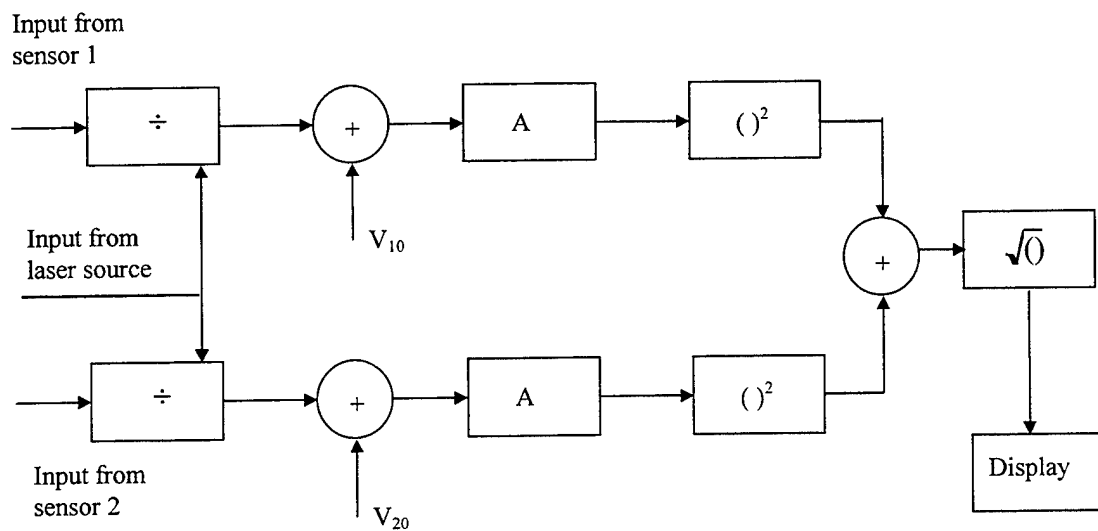 Input from
sensor 1
÷
+
A
( )²
V₁₀
Input from
laser source
+
√()
÷
+
A
( )²
Display
Input from
sensor 2
V₂₀